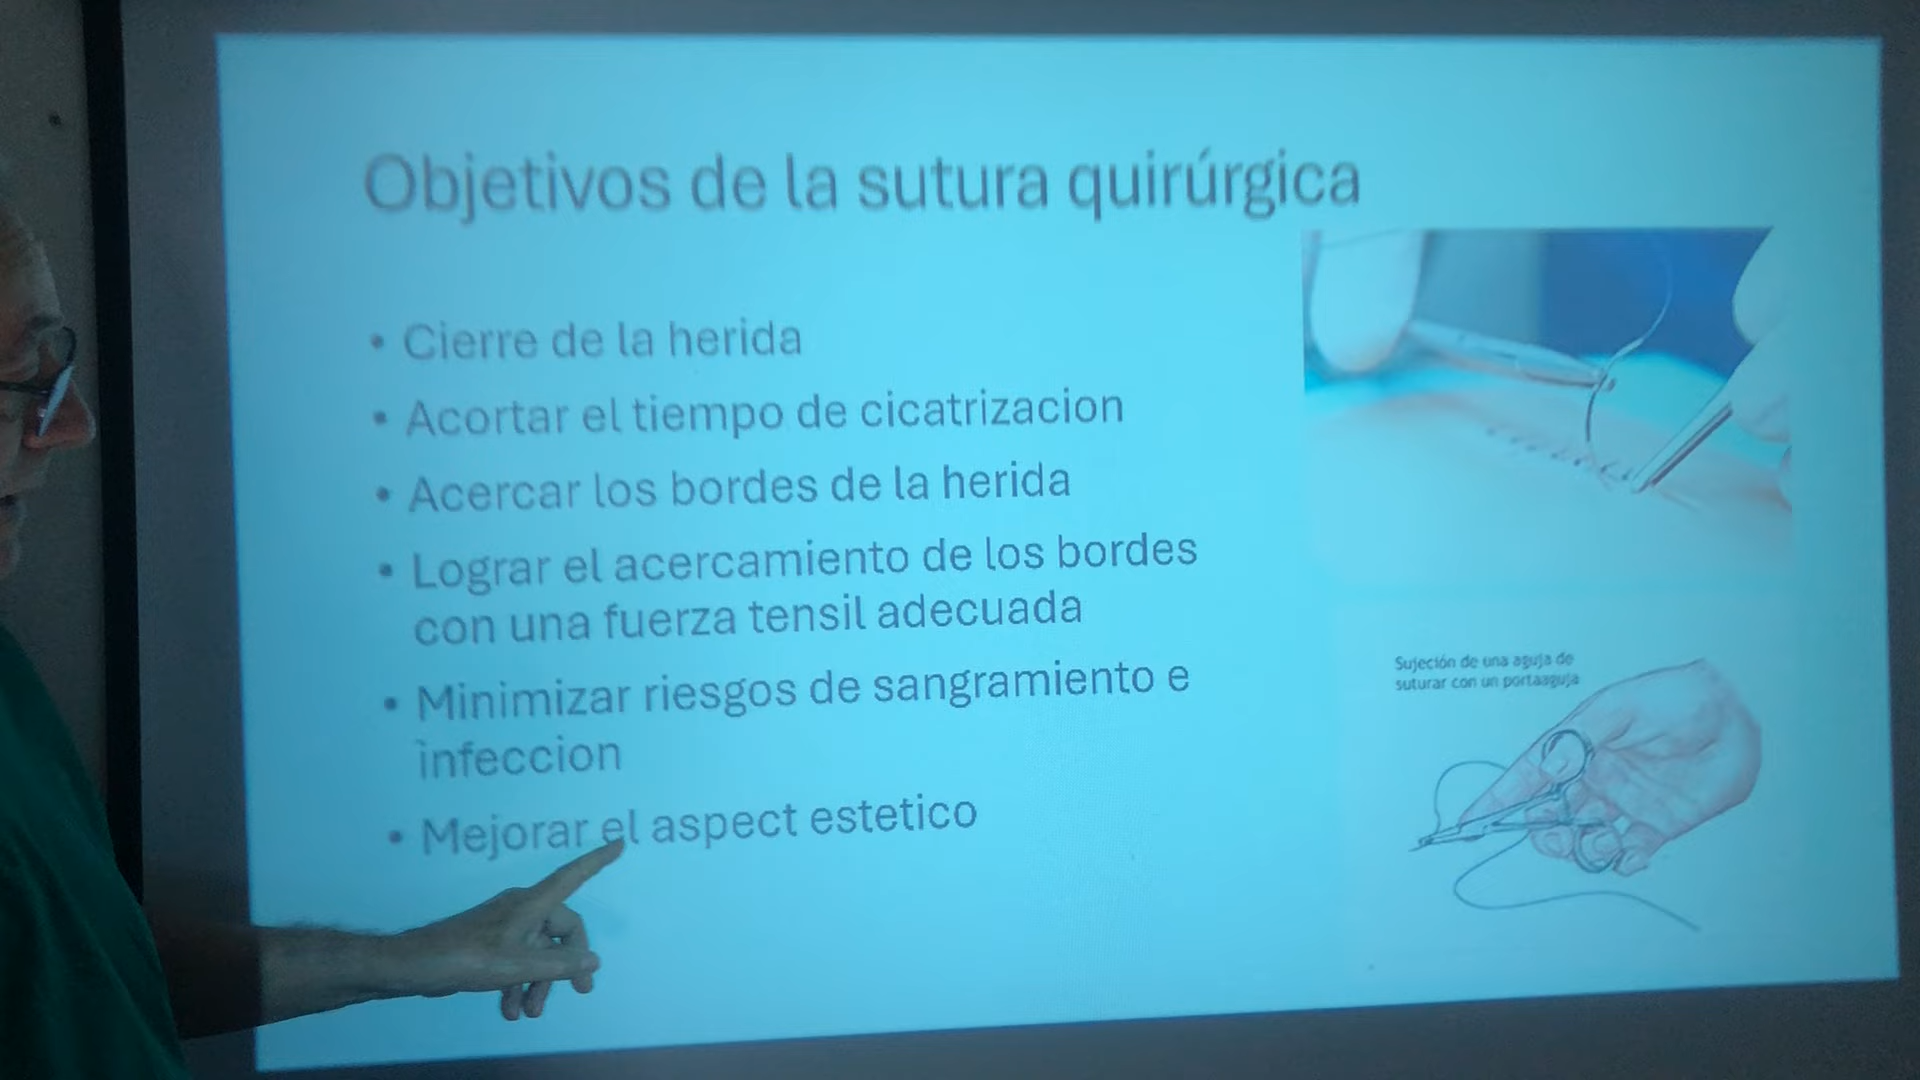 Objetivos de la sutura quirúrgica
• Cierre de la herida
• Acortar el tiempo de cicatrizacion
• Acercar los bordes de la herida
• Lograr el acercamiento de los bordes
con una fuerza tensil adecuada
• Minimizar riesgos de sangramiento e
infeccion
• Mejorar el aspect estetico
Sujeción de una aguja de
suturar con un portaaguja